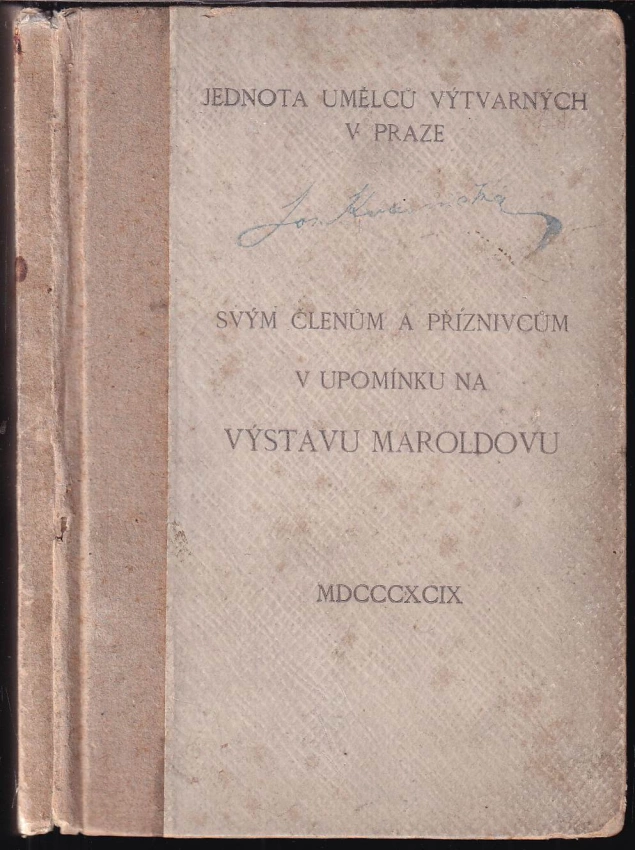 JEDNOTA UMĚLCŮ VÝTVARNÝCH
V PRAZE
SVÝM ČLENŮM A PŘÍZNIVCŮM
V UPOMÍNKU NA
VÝSTAVU MAROLDOVU
MDCCCXCIX